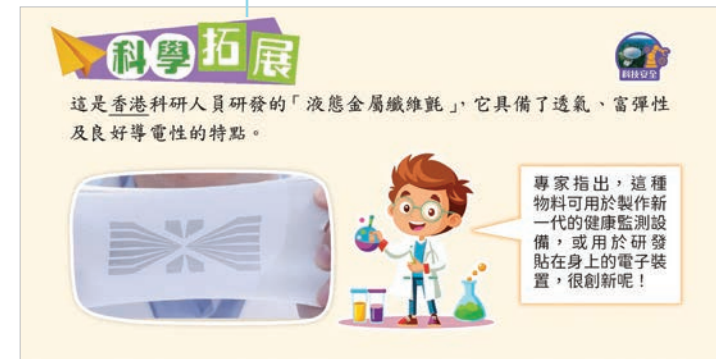 科學拓展
科技安全
這是香港科研人員研發的「液態金屬纖維氈」，它具備了透氣、富彈性
及良好導電性的特點。
專家指出，這種
物料可用於製作新
一代的健康監測設
備，或用於研發
貼在身上的電子裝
置，很創新呢！